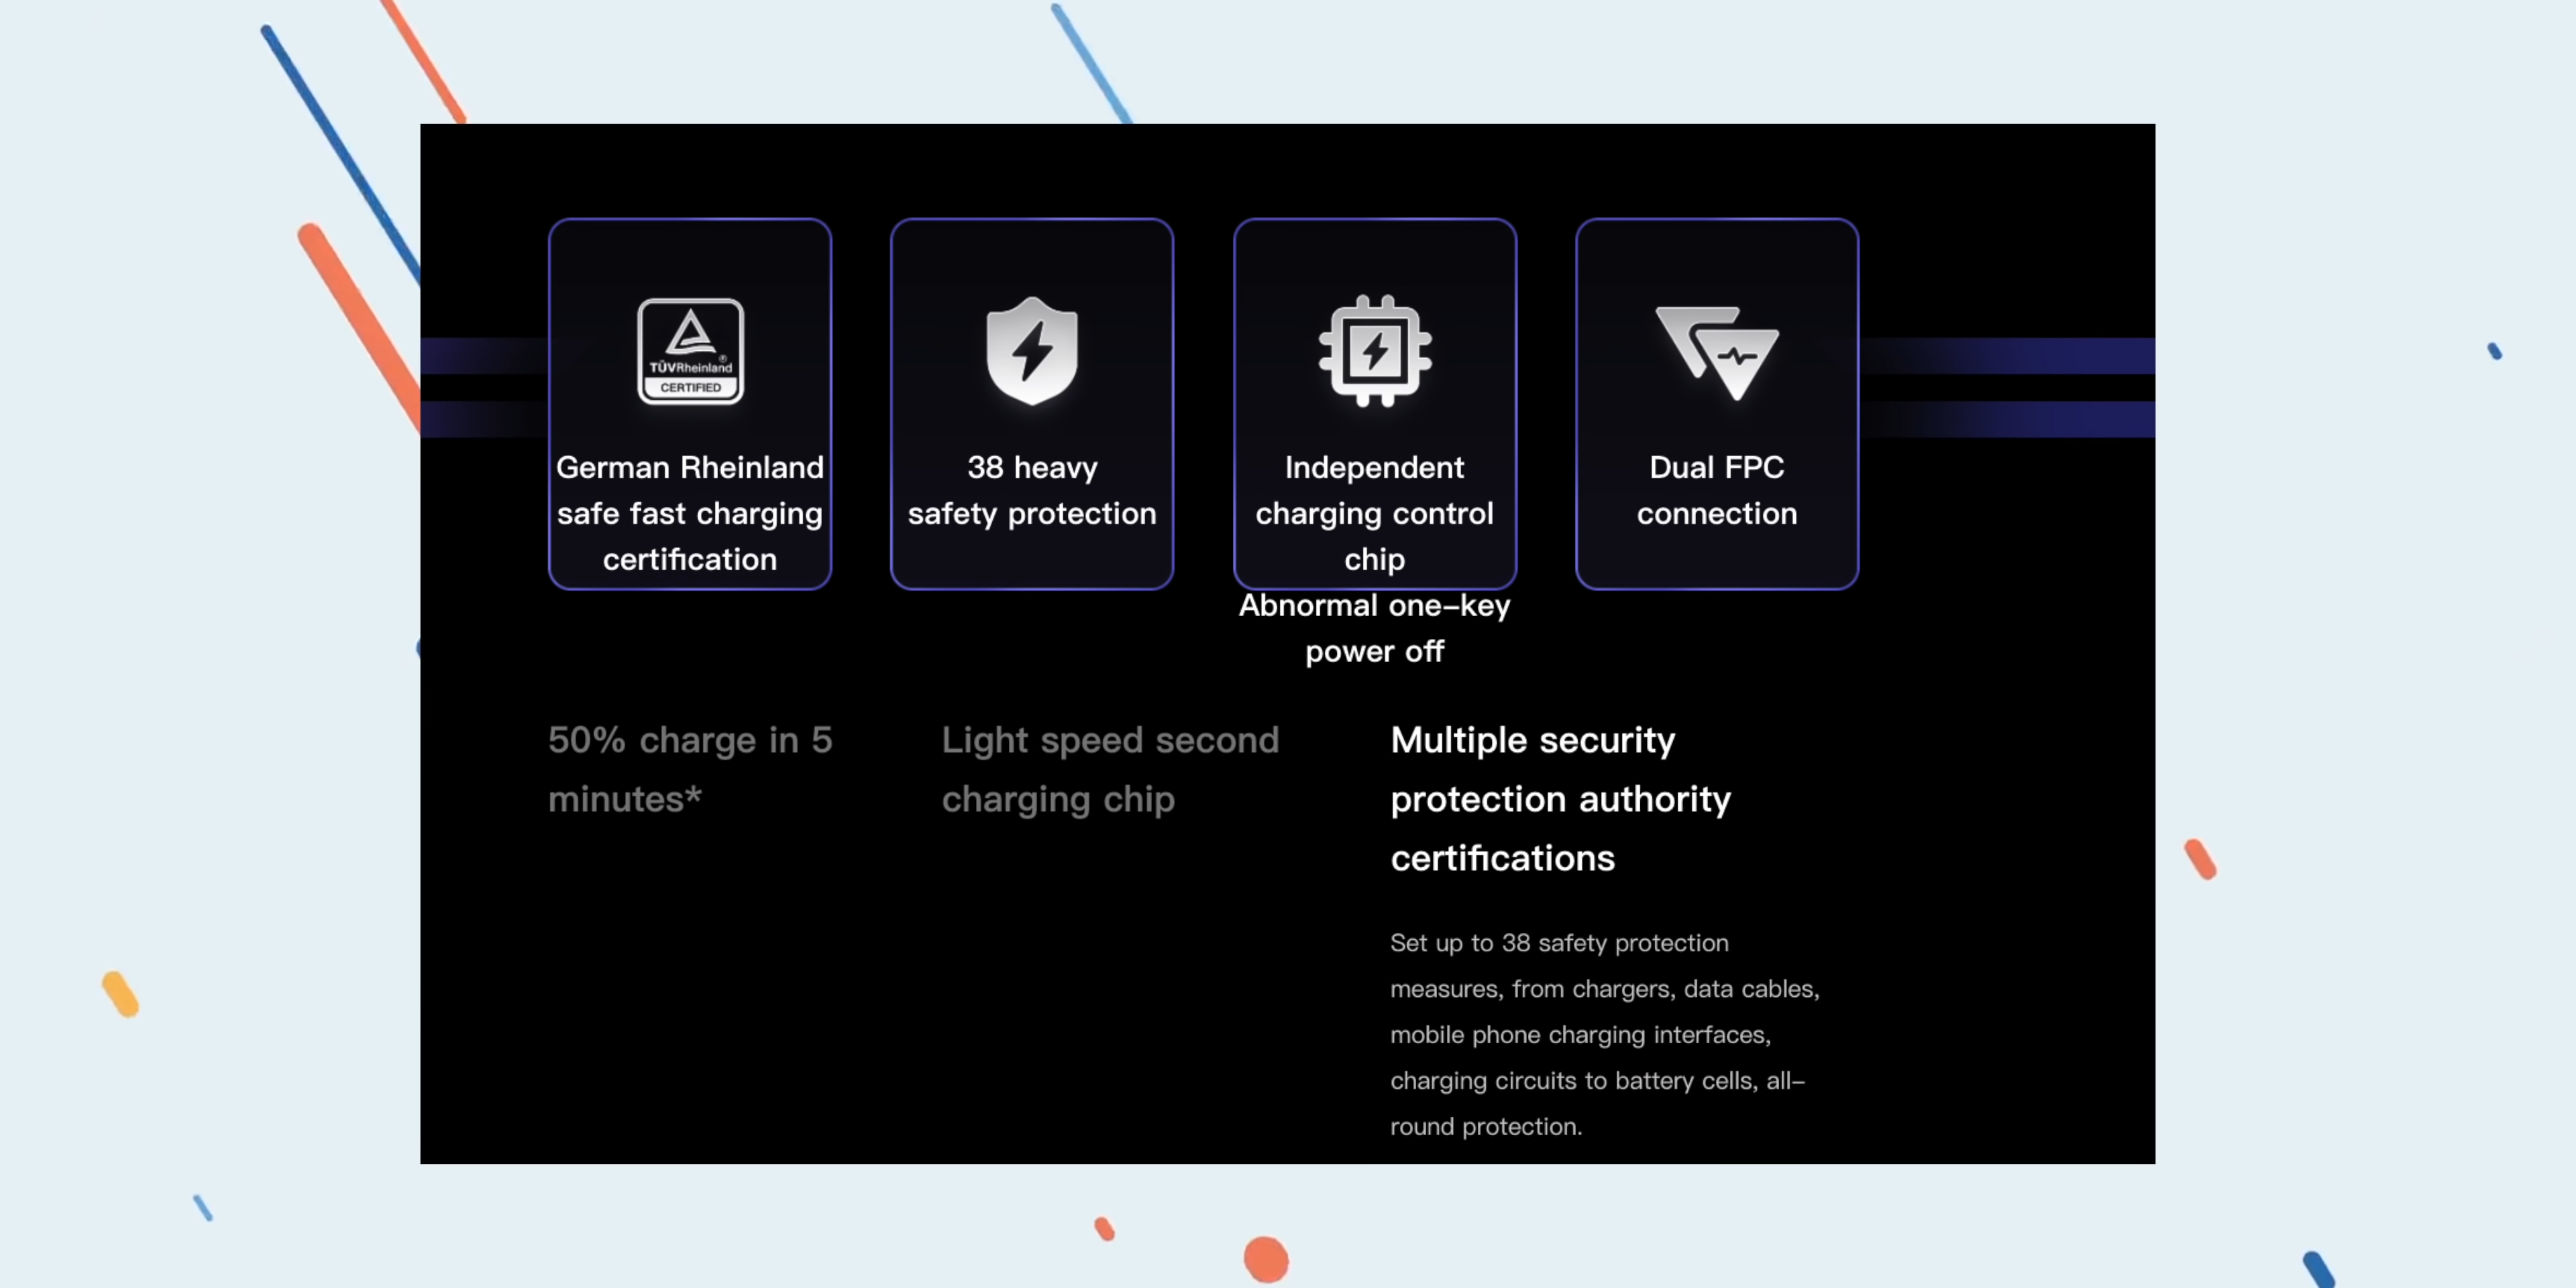 TÜVRheinland®
CERTIFIED
German Rheinland
safe fast charging
certification
38 heavy
safety protection
Independent
charging control
chip
Abnormal one-key
power off
Dual FPC
connection
50% charge in 5
minutes*
Light speed second
charging chip
Multiple security
protection authority
certifications
Set up to 38 safety protection
measures, from chargers, data cables,
mobile phone charging interfaces,
charging circuits to battery cells, all-
round protection.